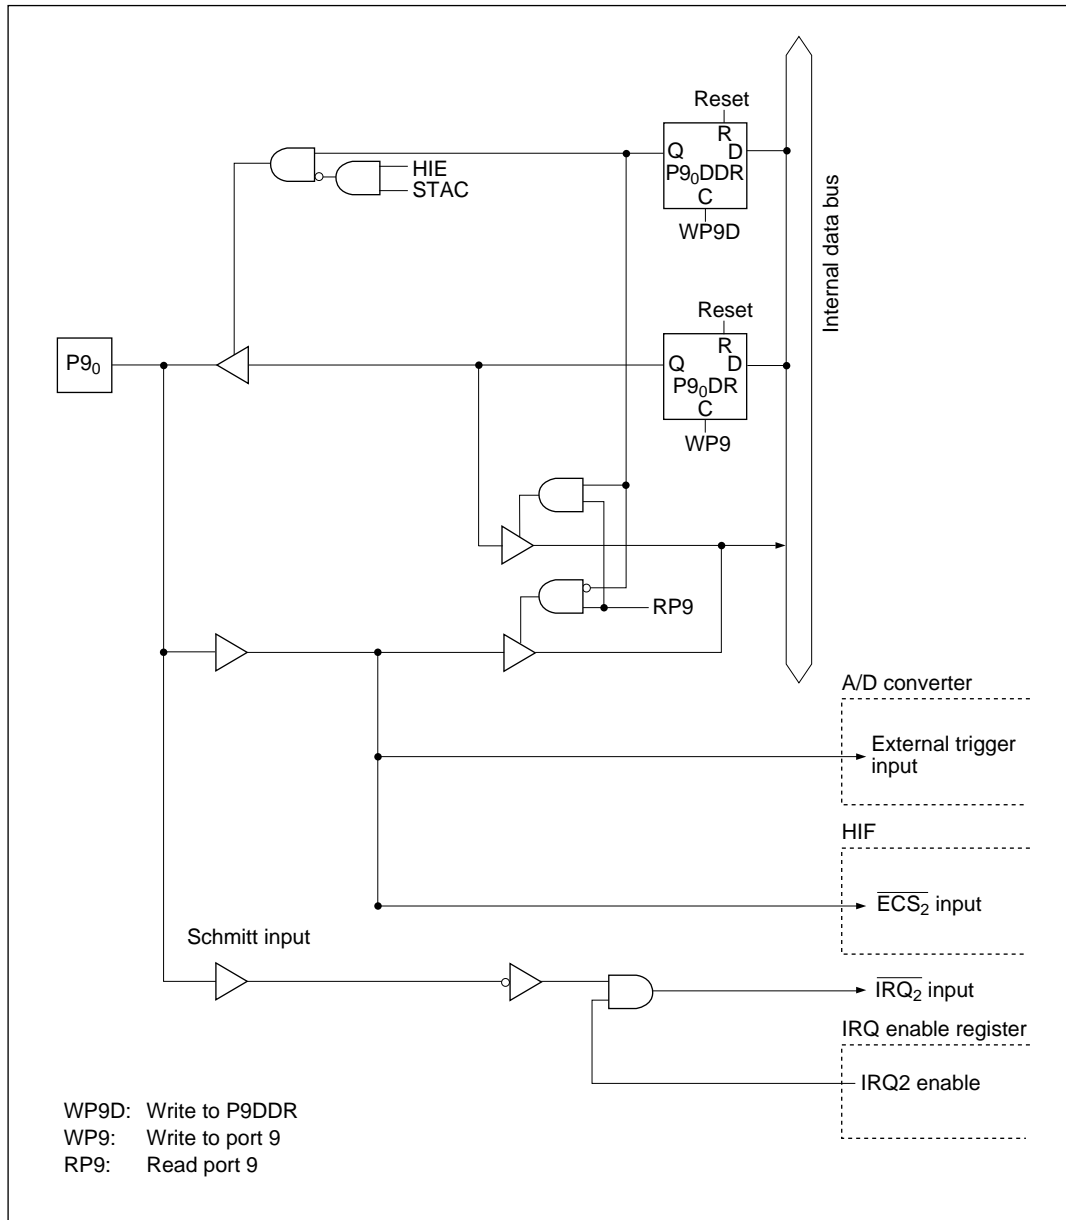 Reset
R
Q D
P9₀DDR
C
WP9D
HIE
STAC
Internal data bus
Reset
R
Q D
P9₀DR
C
WP9
P9₀
RP9
A/D converter
External trigger
input
HIF
E̅C̅S̅₂̅ input
Schmitt input
I̅R̅Q̅₂̅ input
IRQ enable register
IRQ2 enable
WP9D: Write to P9DDR
WP9: Write to port 9
RP9: Read port 9